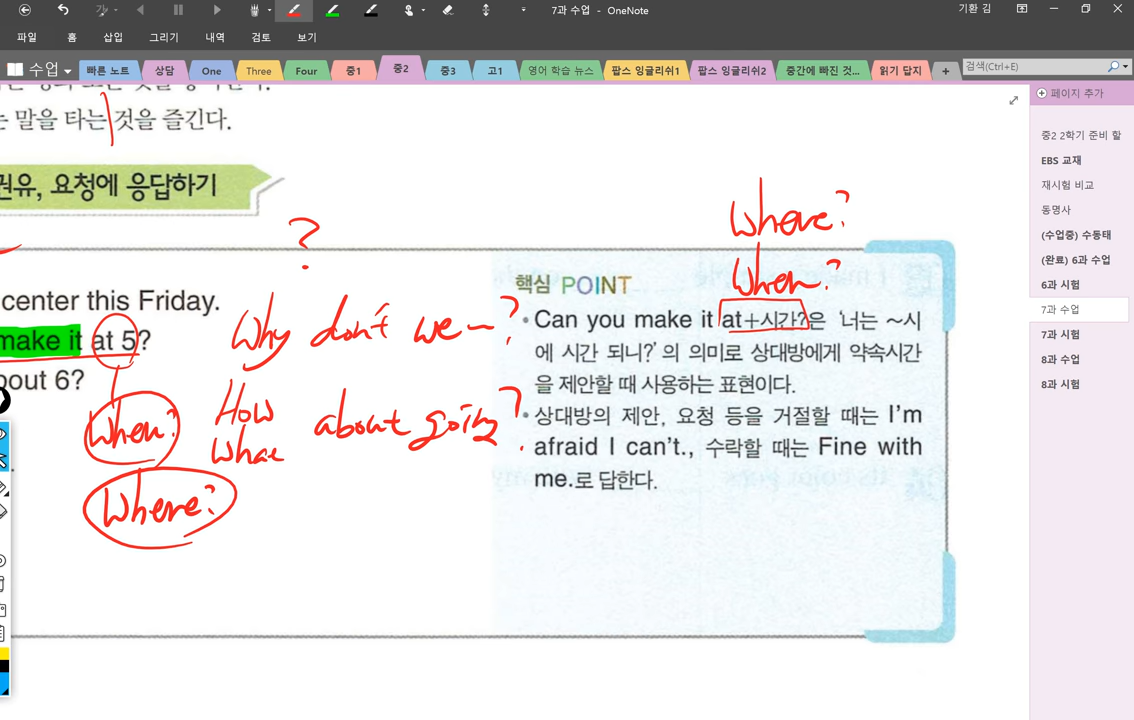 7과 수업 - OneNote
기환 김
파일 홈 삽입 그리기 내역 검토 보기
수업 빠른 노트 상담 One Three Four 중1 중2 중3 고1 영어 학습 뉴스 팝스 잉글리쉬1 팝스 잉글리쉬2 중간에 빠진 것... 읽기 답지 + 검색(Ctrl+E)
페이지 추가
중2 2학기 준비 할
EBS 교재
재시험 비교
동명사
(수업중) 수동태
(완료) 6과 수업
6과 시험
7과 수업
7과 시험
8과 수업
8과 시험
는 말을 타는 것을 즐긴다.
권유, 요청에 응답하기
?
center this Friday.
make it at 5?
bout 6?
When?
Where?
Why don't we ~?
How
What
about going?
Where?
When?
핵심 POINT
• Can you make it at+시간?은 '너는 ~시
에 시간 되니?'의 의미로 상대방에게 약속시간
을 제안할 때 사용하는 표현이다.
• 상대방의 제안, 요청 등을 거절할 때는 I'm
afraid I can't., 수락할 때는 Fine with
me.로 답한다.